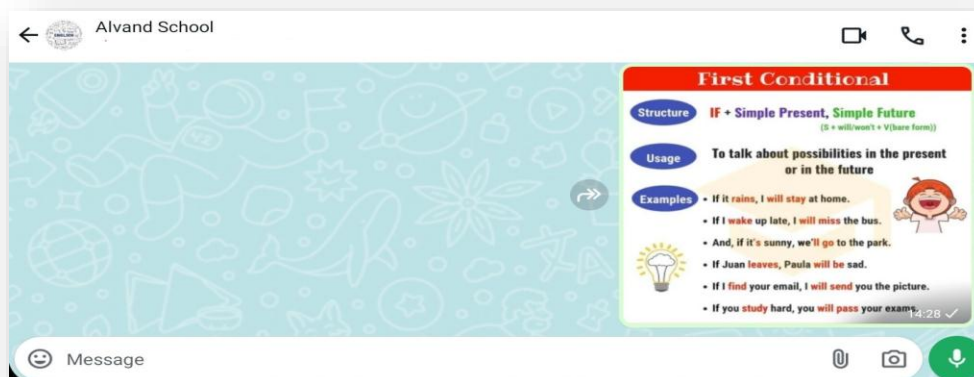 Alvand School
First Conditional
Structure
IF + Simple Present, Simple Future
(S + will/won't + V(bare form))
Usage
To talk about possibilities in the present
or in the future
Examples
• If it rains, I will stay at home.
• If I wake up late, I will miss the bus.
• And, if it's sunny, we'll go to the park.
• If Juan leaves, Paula will be sad.
• If I find your email, I will send you the picture.
• If you study hard, you will pass your exams.
14:28
Message